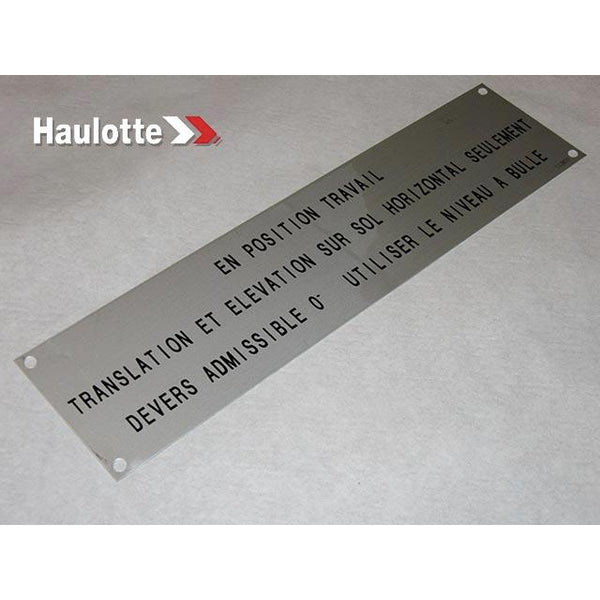 Haulotte
EN POSITION TRAVAIL
TRANSLATION ET ELEVATION SUR SOL HORIZONTAL SEULEMENT
DEVERS ADMISSIBLE 0° UTILISER LE NIVEAU À BULLE